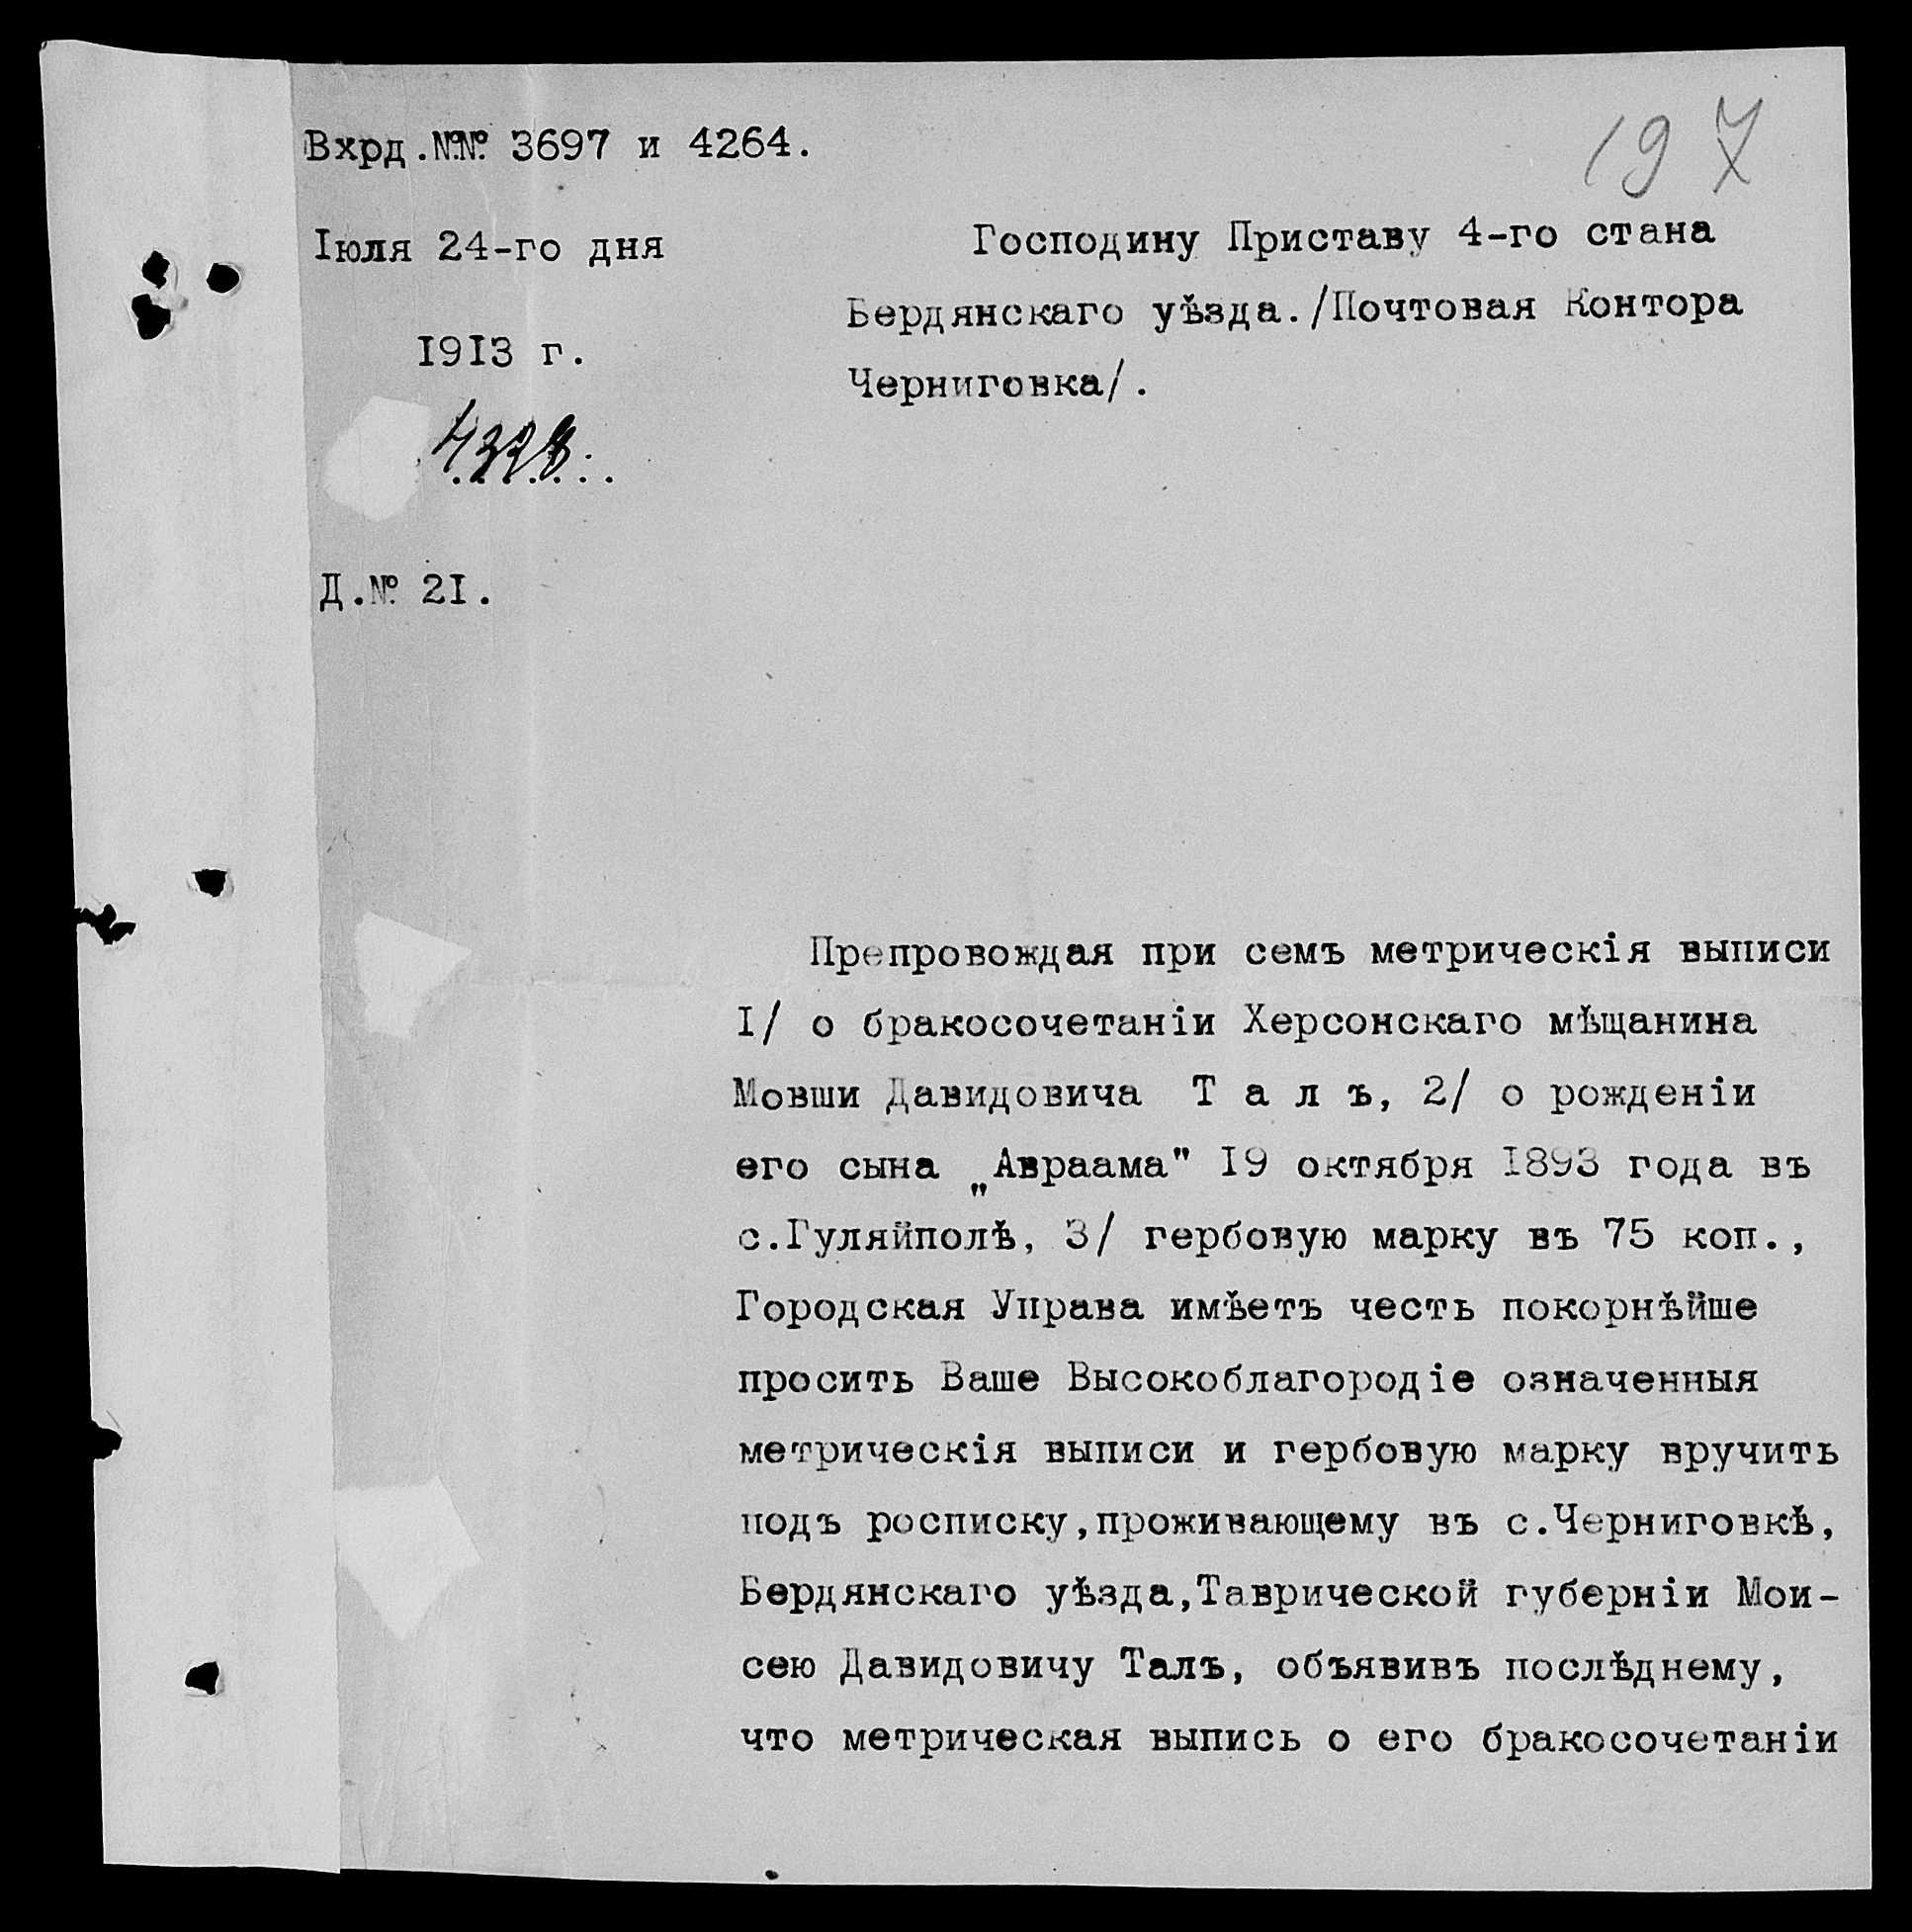 Вхрд.№№ 3697 и 4264.
197
Іюля 24-го дня
1913 г.
Д.№ 21.
Господину Приставу 4-го стана
Бердянскаго уѣзда./Почтовая Контора
Черниговка/.
Препровождая при семъ метрическія выписи
I/ о бракосочетаніи Херсонскаго мѣщанина
Мовши Давидовича Т а л ъ, 2/ о рожденіи
его сына „Авраама" 19 октября 1893 года въ
с.Гуляйполѣ, 3/ гербовую марку въ 75 коп.,
Городская Управа имѣетъ честь покорнѣйше
просить Ваше Высокоблагородіе означенныя
метрическія выписи и гербовую марку вручить
подъ росписку,проживающему въ с.Черниговкѣ,
Бердянскаго уѣзда,Таврической губерніи Мои-
сею Давидовичу Талъ, объявивъ послѣднему,
что метрическая выпись о его бракосочетаніи